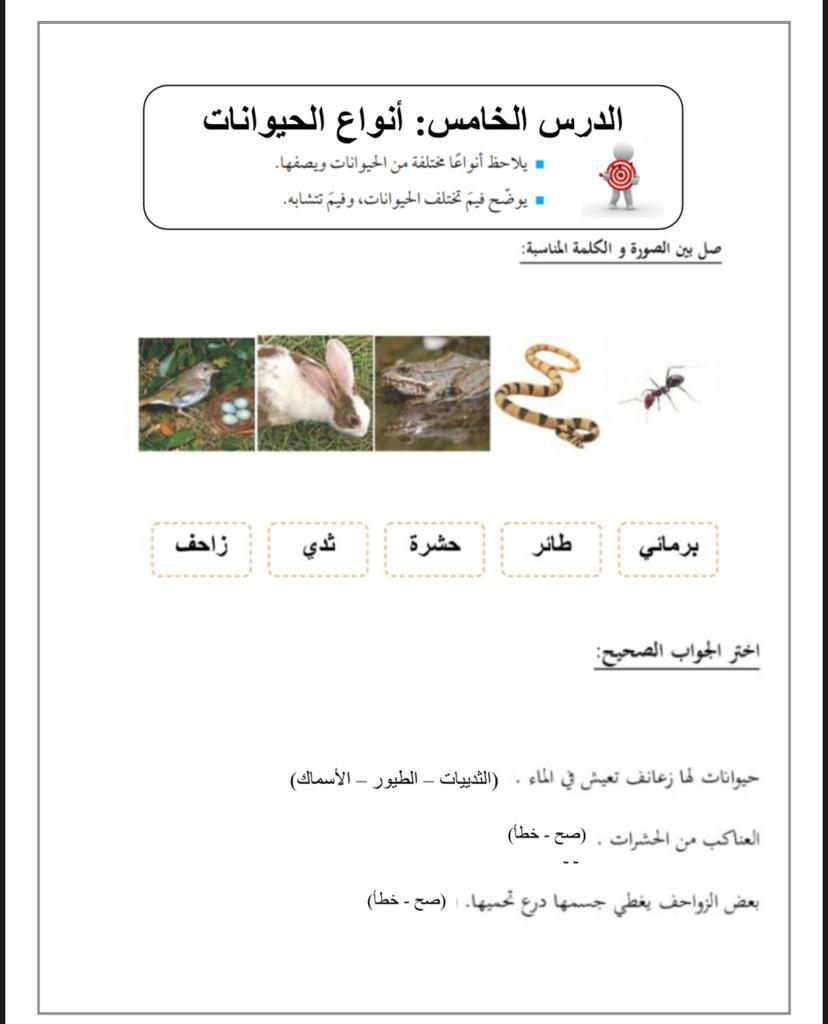 الدرس الخامس: أنواع الحيوانات
▪ يلاحظ أنواعًا مختلفة من الحيوانات ويصفها.
▪ يوضّح فيمَ تختلف الحيوانات، وفيمَ تتشابه.
صل بين الصورة و الكلمة المناسبة:
برمائي طائر حشرة ثدي زاحف
اختر الجواب الصحيح:
حيوانات لها زعانف تعيش في الماء . (الثدييات – الطيور – الأسماك)
العناكب من الحشرات . (صح - خطأ)
- -
بعض الزواحف يغطي جسمها درع تحميها. (صح - خطأ)